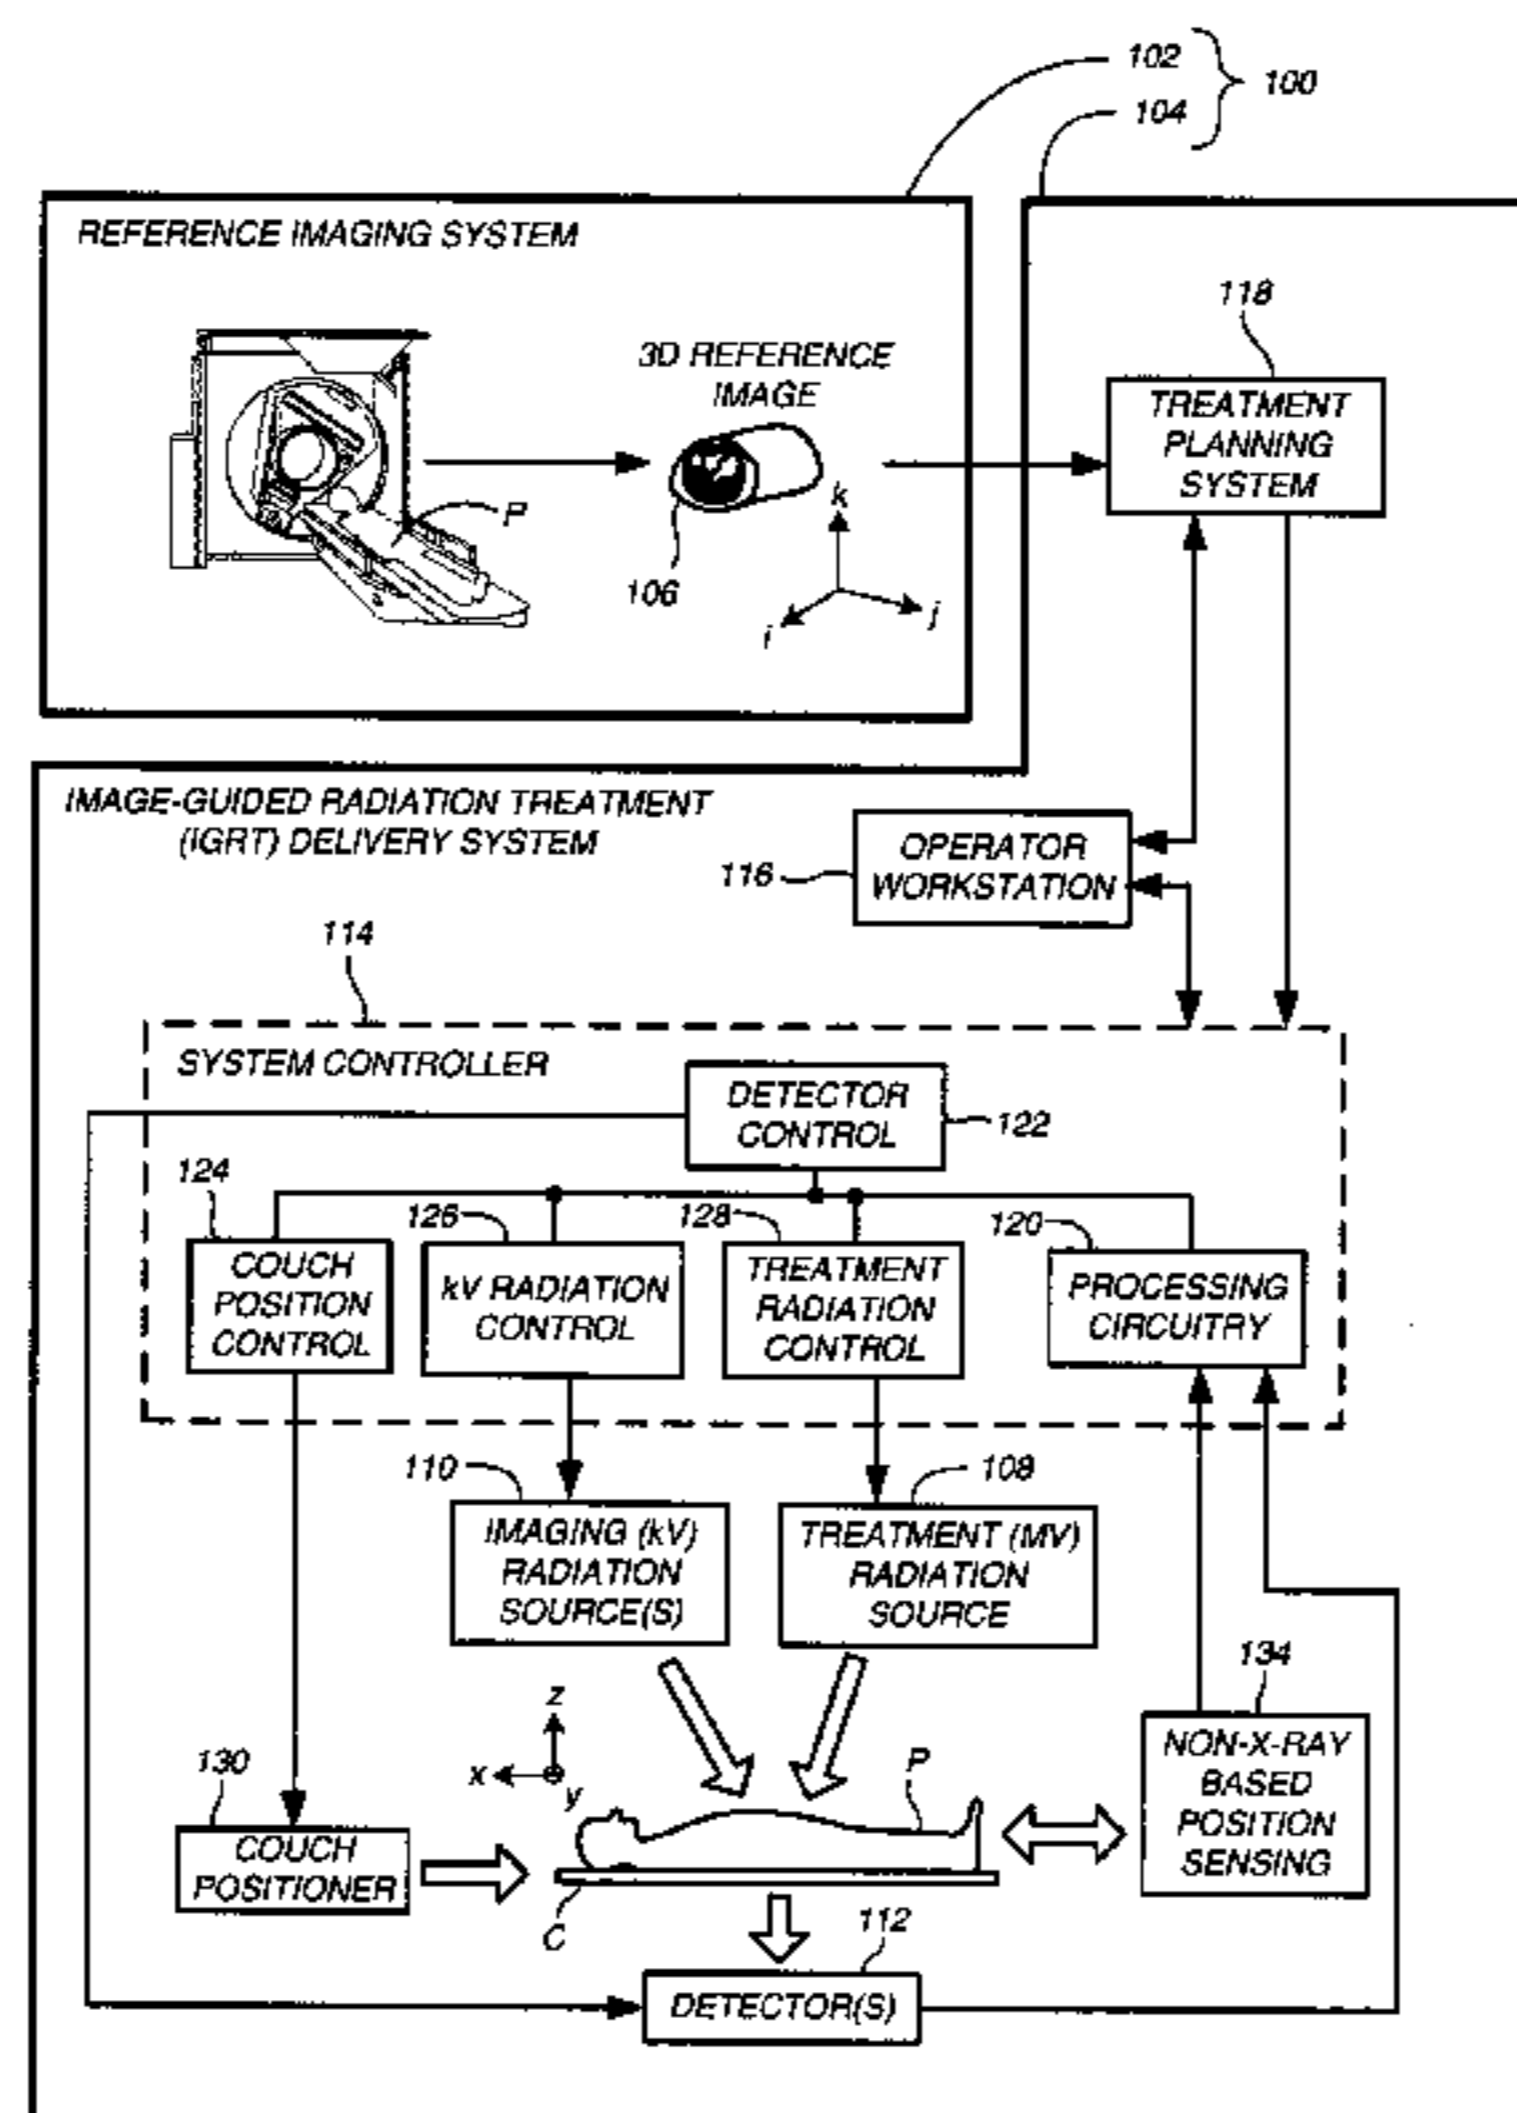 102
100
104
REFERENCE IMAGING SYSTEM
118
3D REFERENCE
IMAGE
TREATMENT
PLANNING
SYSTEM
k
P
106
j
i
IMAGE-GUIDED RADIATION TREATMENT
(IGRT) DELIVERY SYSTEM
OPERATOR
WORKSTATION
116
114
SYSTEM CONTROLLER
DETECTOR
CONTROL
122
124
126
128
120
COUCH
POSITION
CONTROL
kV RADIATION
CONTROL
TREATMENT
RADIATION
CONTROL
PROCESSING
CIRCUITRY
110
108
IMAGING (kV)
RADIATION
SOURCE(S)
TREATMENT (MV)
RADIATION
SOURCE
134
z
x
y
P
NON-X-RAY
BASED
POSITION
SENSING
130
COUCH
POSITIONER
C
112
DETECTOR(S)